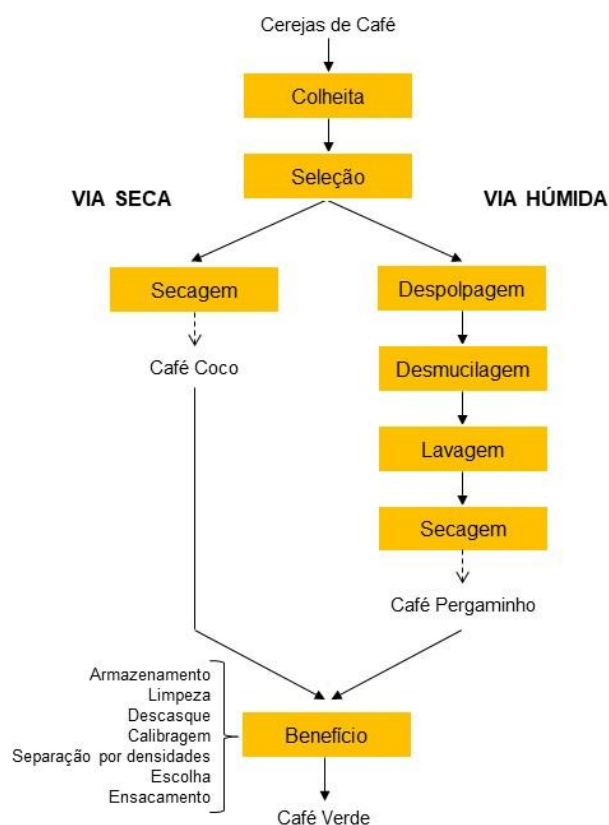 Cerejas de Café
Colheita
Seleção
VIA SECA
VIA HÚMIDA
Secagem
Café Coco
Despolpagem
Desmucilagem
Lavagem
Secagem
Café Pergaminho
Armazenamento
Limpeza
Descasque
Calibragem
Separação por densidades
Escolha
Ensacamento
Benefício
Café Verde